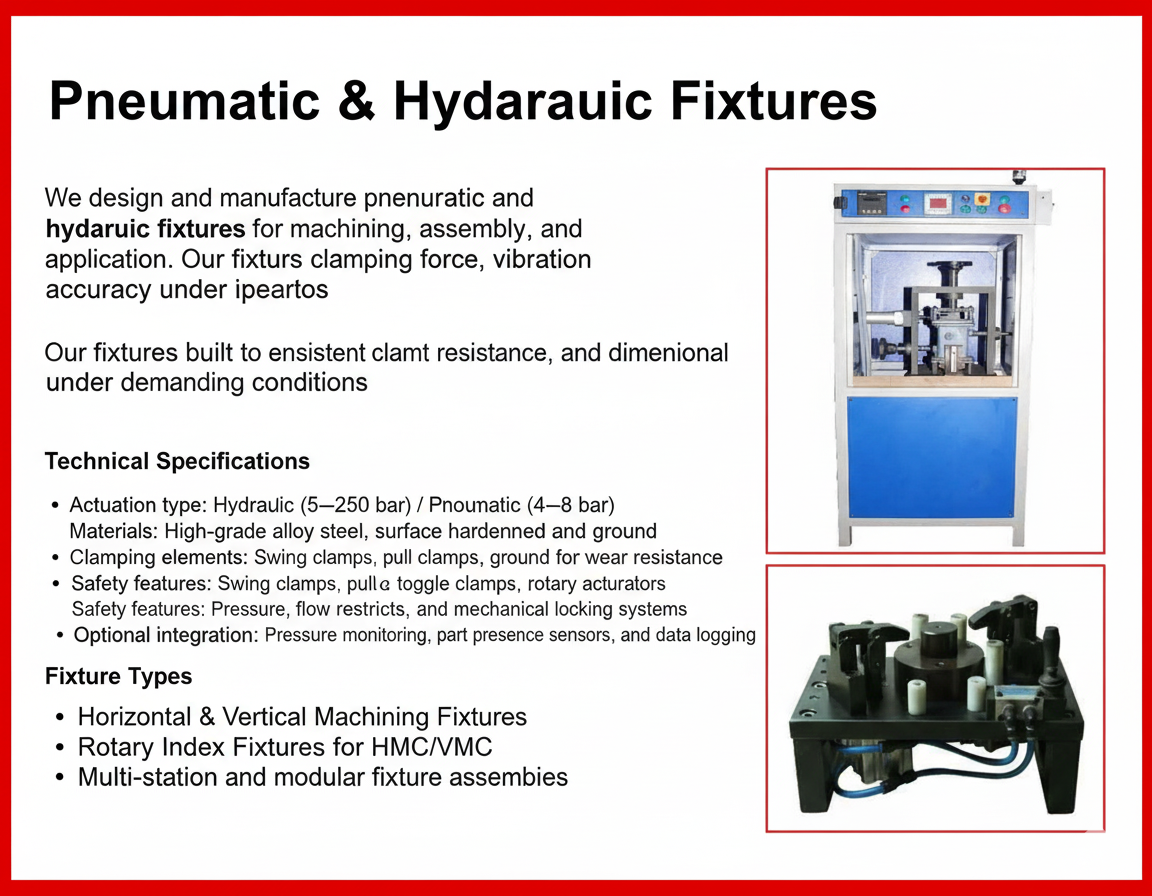 Pneumatic & Hydarauic Fixtures
We design and manufacture pnenuratic and
hydaruic fixtures for machining, assembly, and
application. Our fixturs clamping force, vibration
accuracy under ipeartos
Our fixtures built to ensistent clamt resistance, and dimenional
under demanding conditions
Technical Specifications
• Actuation type: Hydraulic (5—250 bar) / Pnoumatic (4—8 bar)
Materials: High-grade alloy steel, surface hardenned and ground
• Clamping elements: Swing clamps, pull clamps, ground for wear resistance
• Safety features: Swing clamps, pullɑ toggle clamps, rotary acturators
Safety features: Pressure, flow restricts, and mechanical locking systems
• Optional integration: Pressure monitoring, part presence sensors, and data logging
Fixture Types
• Horizontal & Vertical Machining Fixtures
• Rotary Index Fixtures for HMC/VMC
• Multi-station and modular fixture assembies